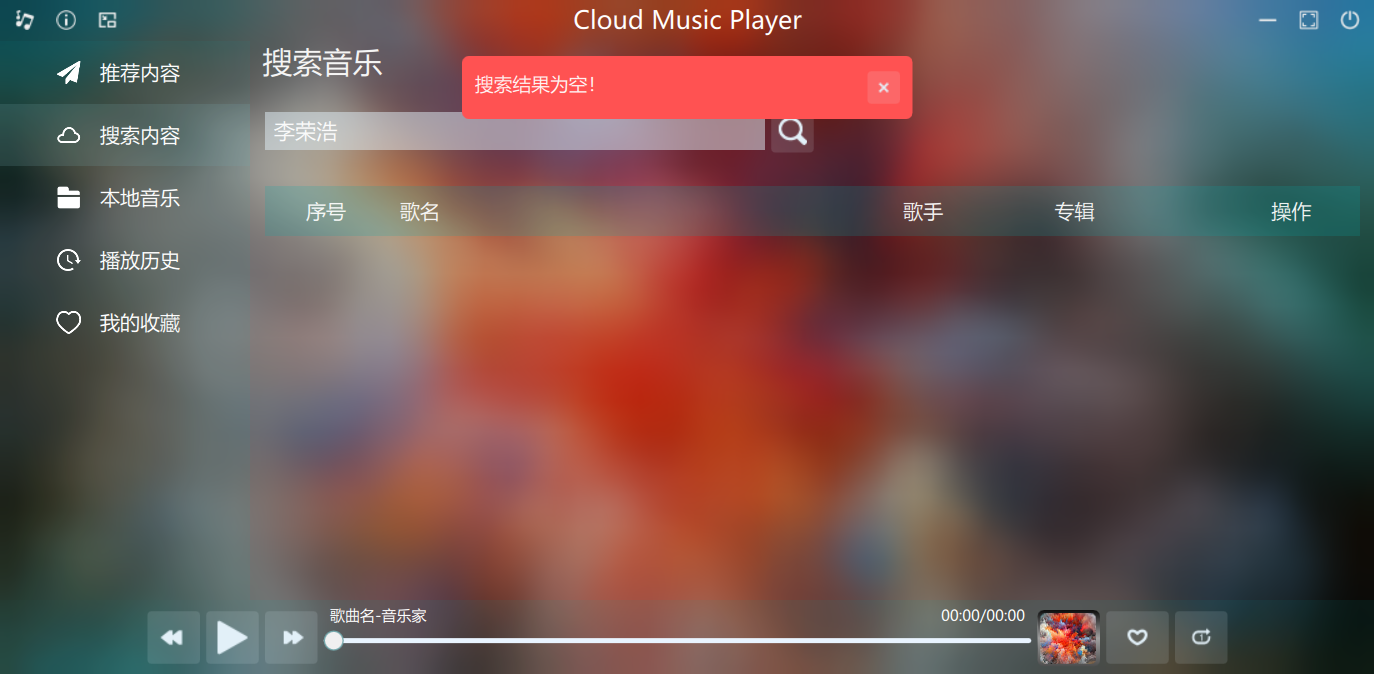 Cloud Music Player
推荐内容
搜索内容
本地音乐
播放历史
我的收藏
搜索音乐
搜索结果为空！
李荣浩
序号 歌名 歌手 专辑 操作
歌曲名-音乐家 00:00/00:00